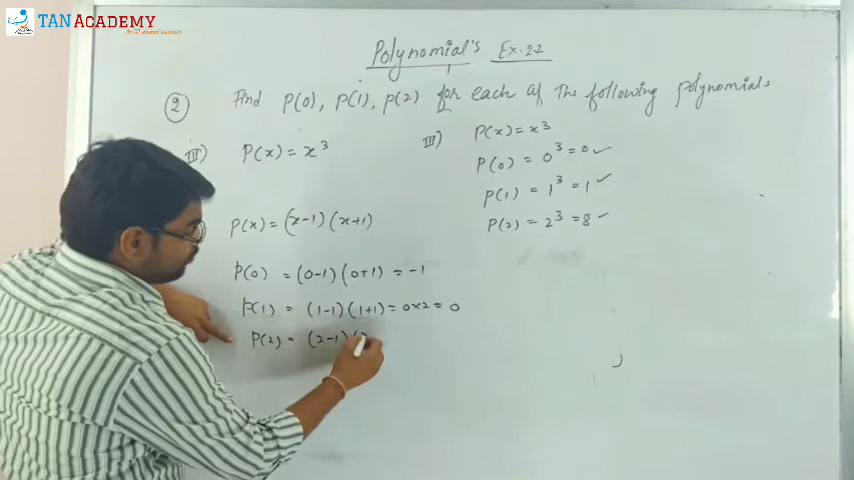 TAN ACADEMY
Polynomial's Ex.2.2
2 Find P(0), P(1), P(2) for each of the following polynomials.
III) P(x) = x³
P(x) = (x-1)(x+1)
P(0) = (0-1)(0+1) = -1
P(1) = (1-1)(1+1) = 0×2 = 0
P(2) = (2-1)(2
III) P(x) = x³
P(0) = 0³ = 0 ✓
P(1) = 1³ = 1 ✓
P(2) = 2³ = 8 ✓